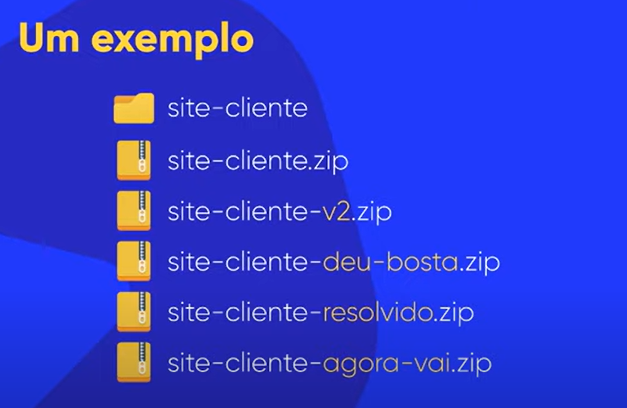 Um exemplo
site-cliente
site-cliente.zip
site-cliente-v2.zip
site-cliente-deu-bosta.zip
site-cliente-resolvido.zip
site-cliente-agora-vai.zip